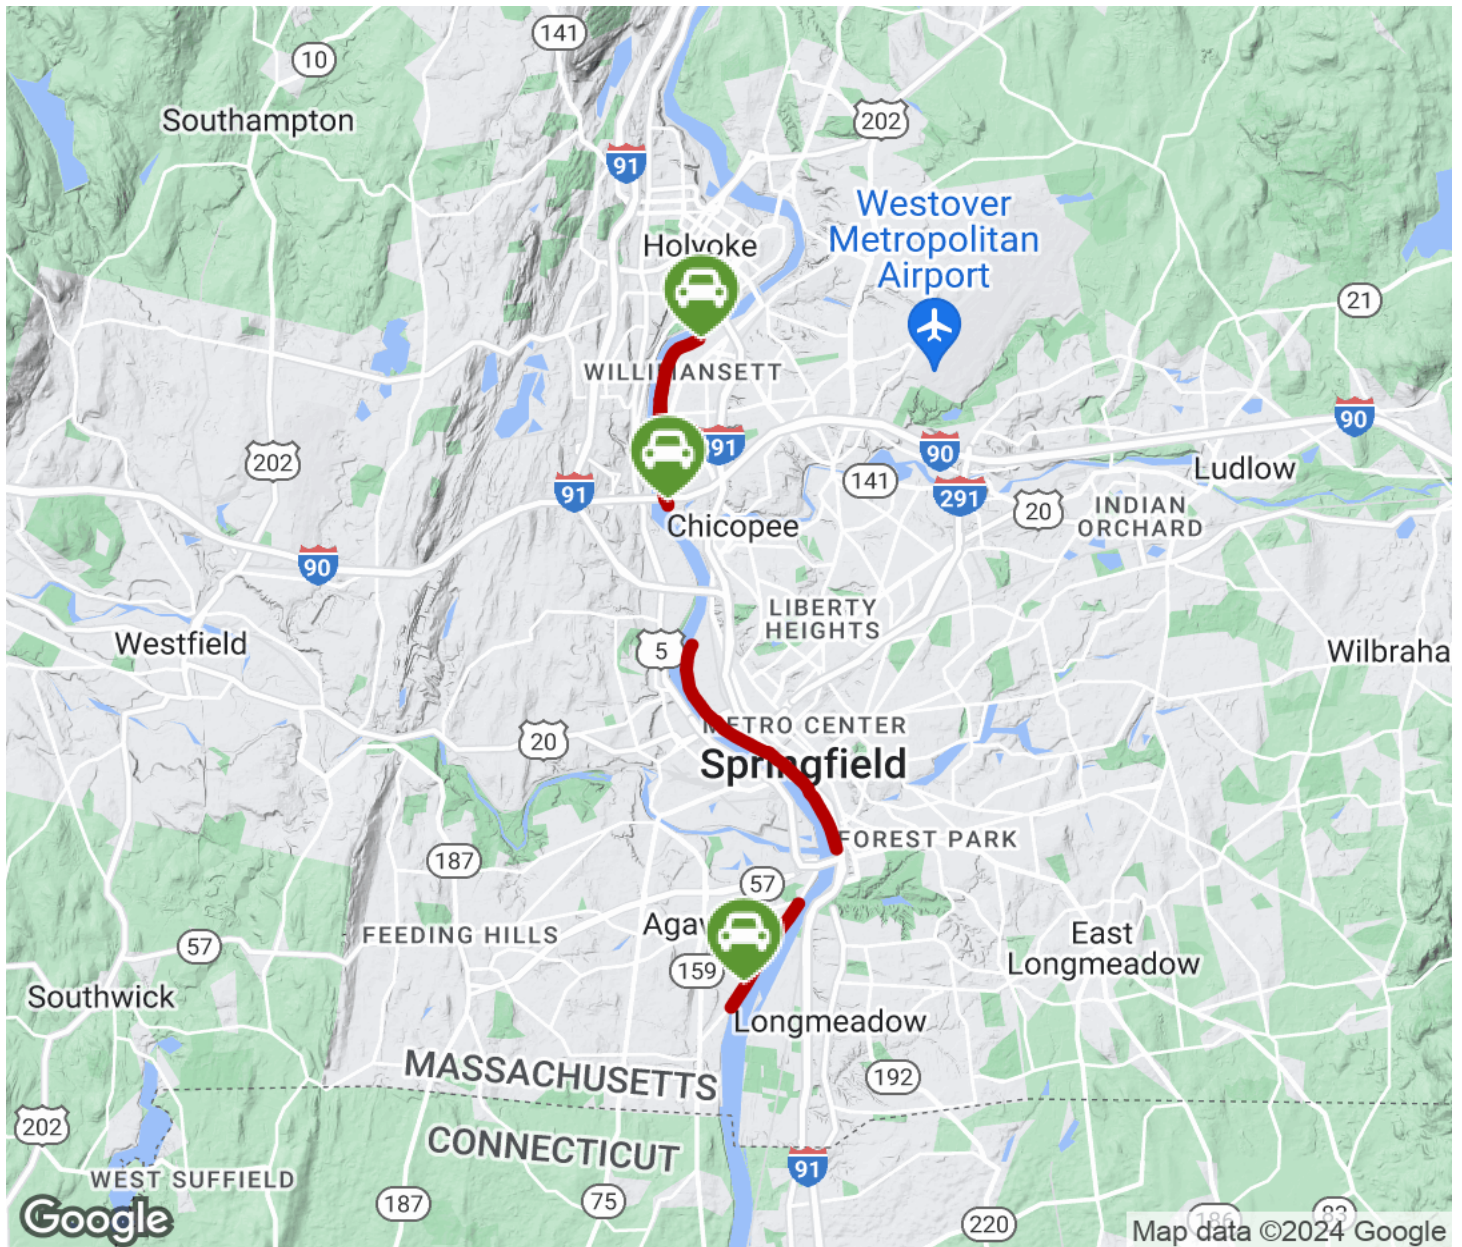 141
10
Southampton
202
91
Westover
Metropolitan
Airport
Holyoke
21
WILLIMANSETT
90
91
90
202
141
Ludlow
91
291
20
INDIAN
ORCHARD
Chicopee
90
LIBERTY
HEIGHTS
Westfield
5
Wilbraha
METRO CENTER
20
Springfield
FOREST PARK
187
57
Aga
FEEDING HILLS
57
East
Longmeadow
159
Southwick
Longmeadow
MASSACHUSETTS
192
202
CONNECTICUT
91
WEST SUFFIELD
187
75
220
186
83
Google
Map data ©2024 Google